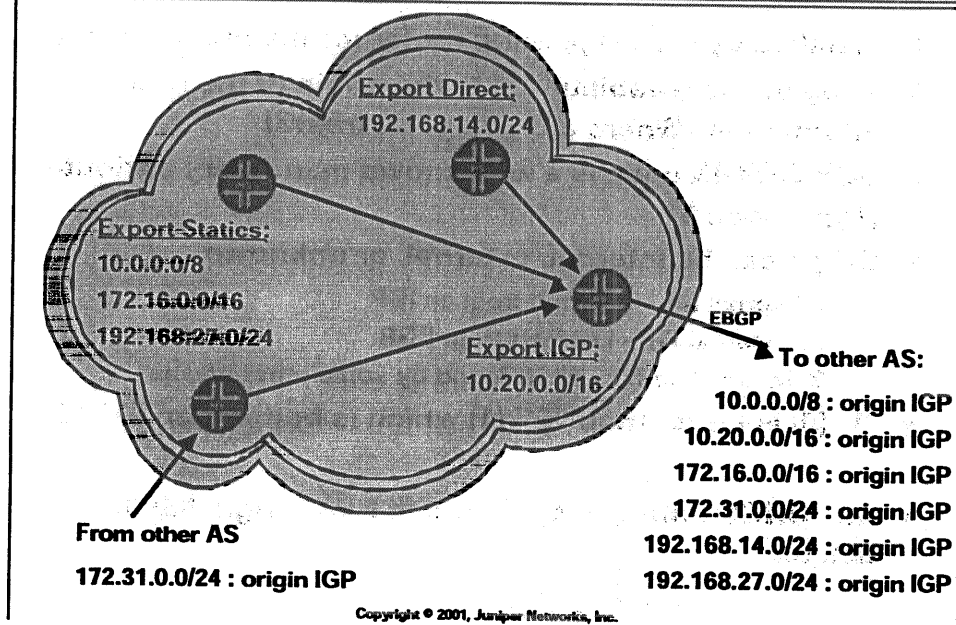 Export Direct:
192.168.14.0/24
Export Statics:
10.0.0.0/8
172.16.0.0/16
192.168.27.0/24
Export IGP:
10.20.0.0/16
EBGP
To other AS:
10.0.0.0/8 : origin IGP
10.20.0.0/16 : origin IGP
172.16.0.0/16 : origin IGP
172.31.0.0/24 : origin IGP
192.168.14.0/24 : origin IGP
192.168.27.0/24 : origin IGP
From other AS
172.31.0.0/24 : origin IGP
Copyright © 2001, Juniper Networks, Inc.